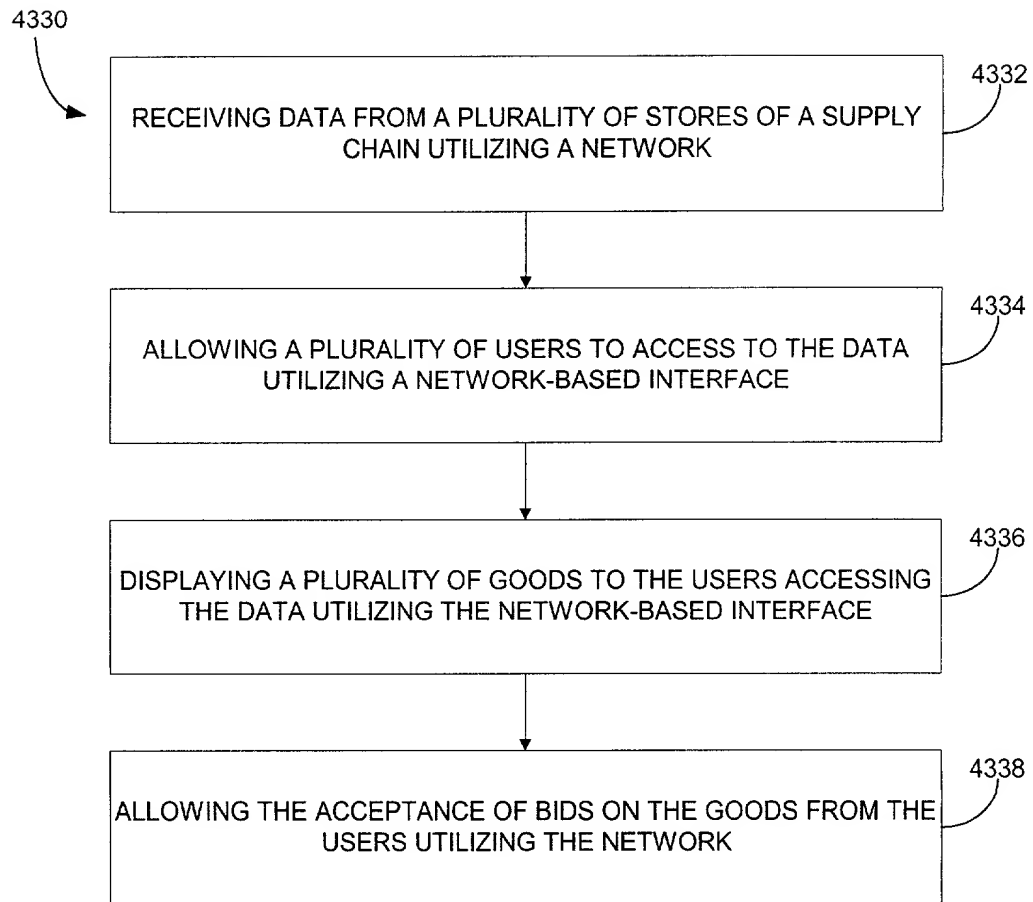 4330
4332
RECEIVING DATA FROM A PLURALITY OF STORES OF A SUPPLY
CHAIN UTILIZING A NETWORK
4334
ALLOWING A PLURALITY OF USERS TO ACCESS TO THE DATA
UTILIZING A NETWORK-BASED INTERFACE
4336
DISPLAYING A PLURALITY OF GOODS TO THE USERS ACCESSING
THE DATA UTILIZING THE NETWORK-BASED INTERFACE
4338
ALLOWING THE ACCEPTANCE OF BIDS ON THE GOODS FROM THE
USERS UTILIZING THE NETWORK